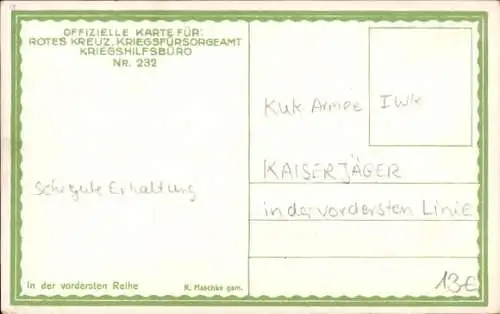 OFFIZIELLE KARTE FÜR:
ROTES KREUZ, KRIEGSFÜRSORGEAMT
KRIEGSHILFSBÜRO
NR. 232
KuK Armee I Wk
KAISERJÄGER
in der vordersten Linie
Sehr gute Erhaltung
13€
In der vordersten Reihe
R. Maschke gem.